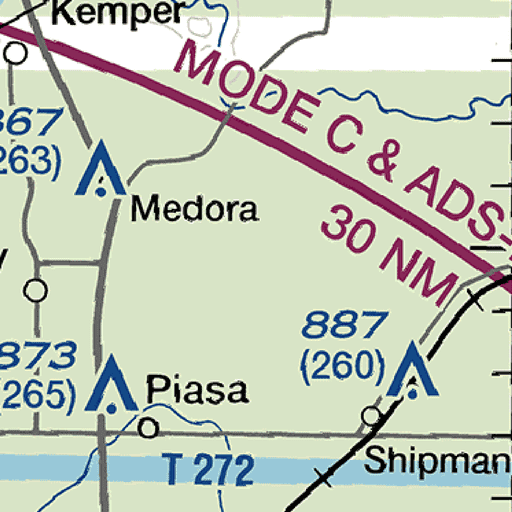 Kemper
MODE C & ADS-
30 NM
867
263)
Medora
887
(260)
873
(265)
Piasa
Shipman
T 272